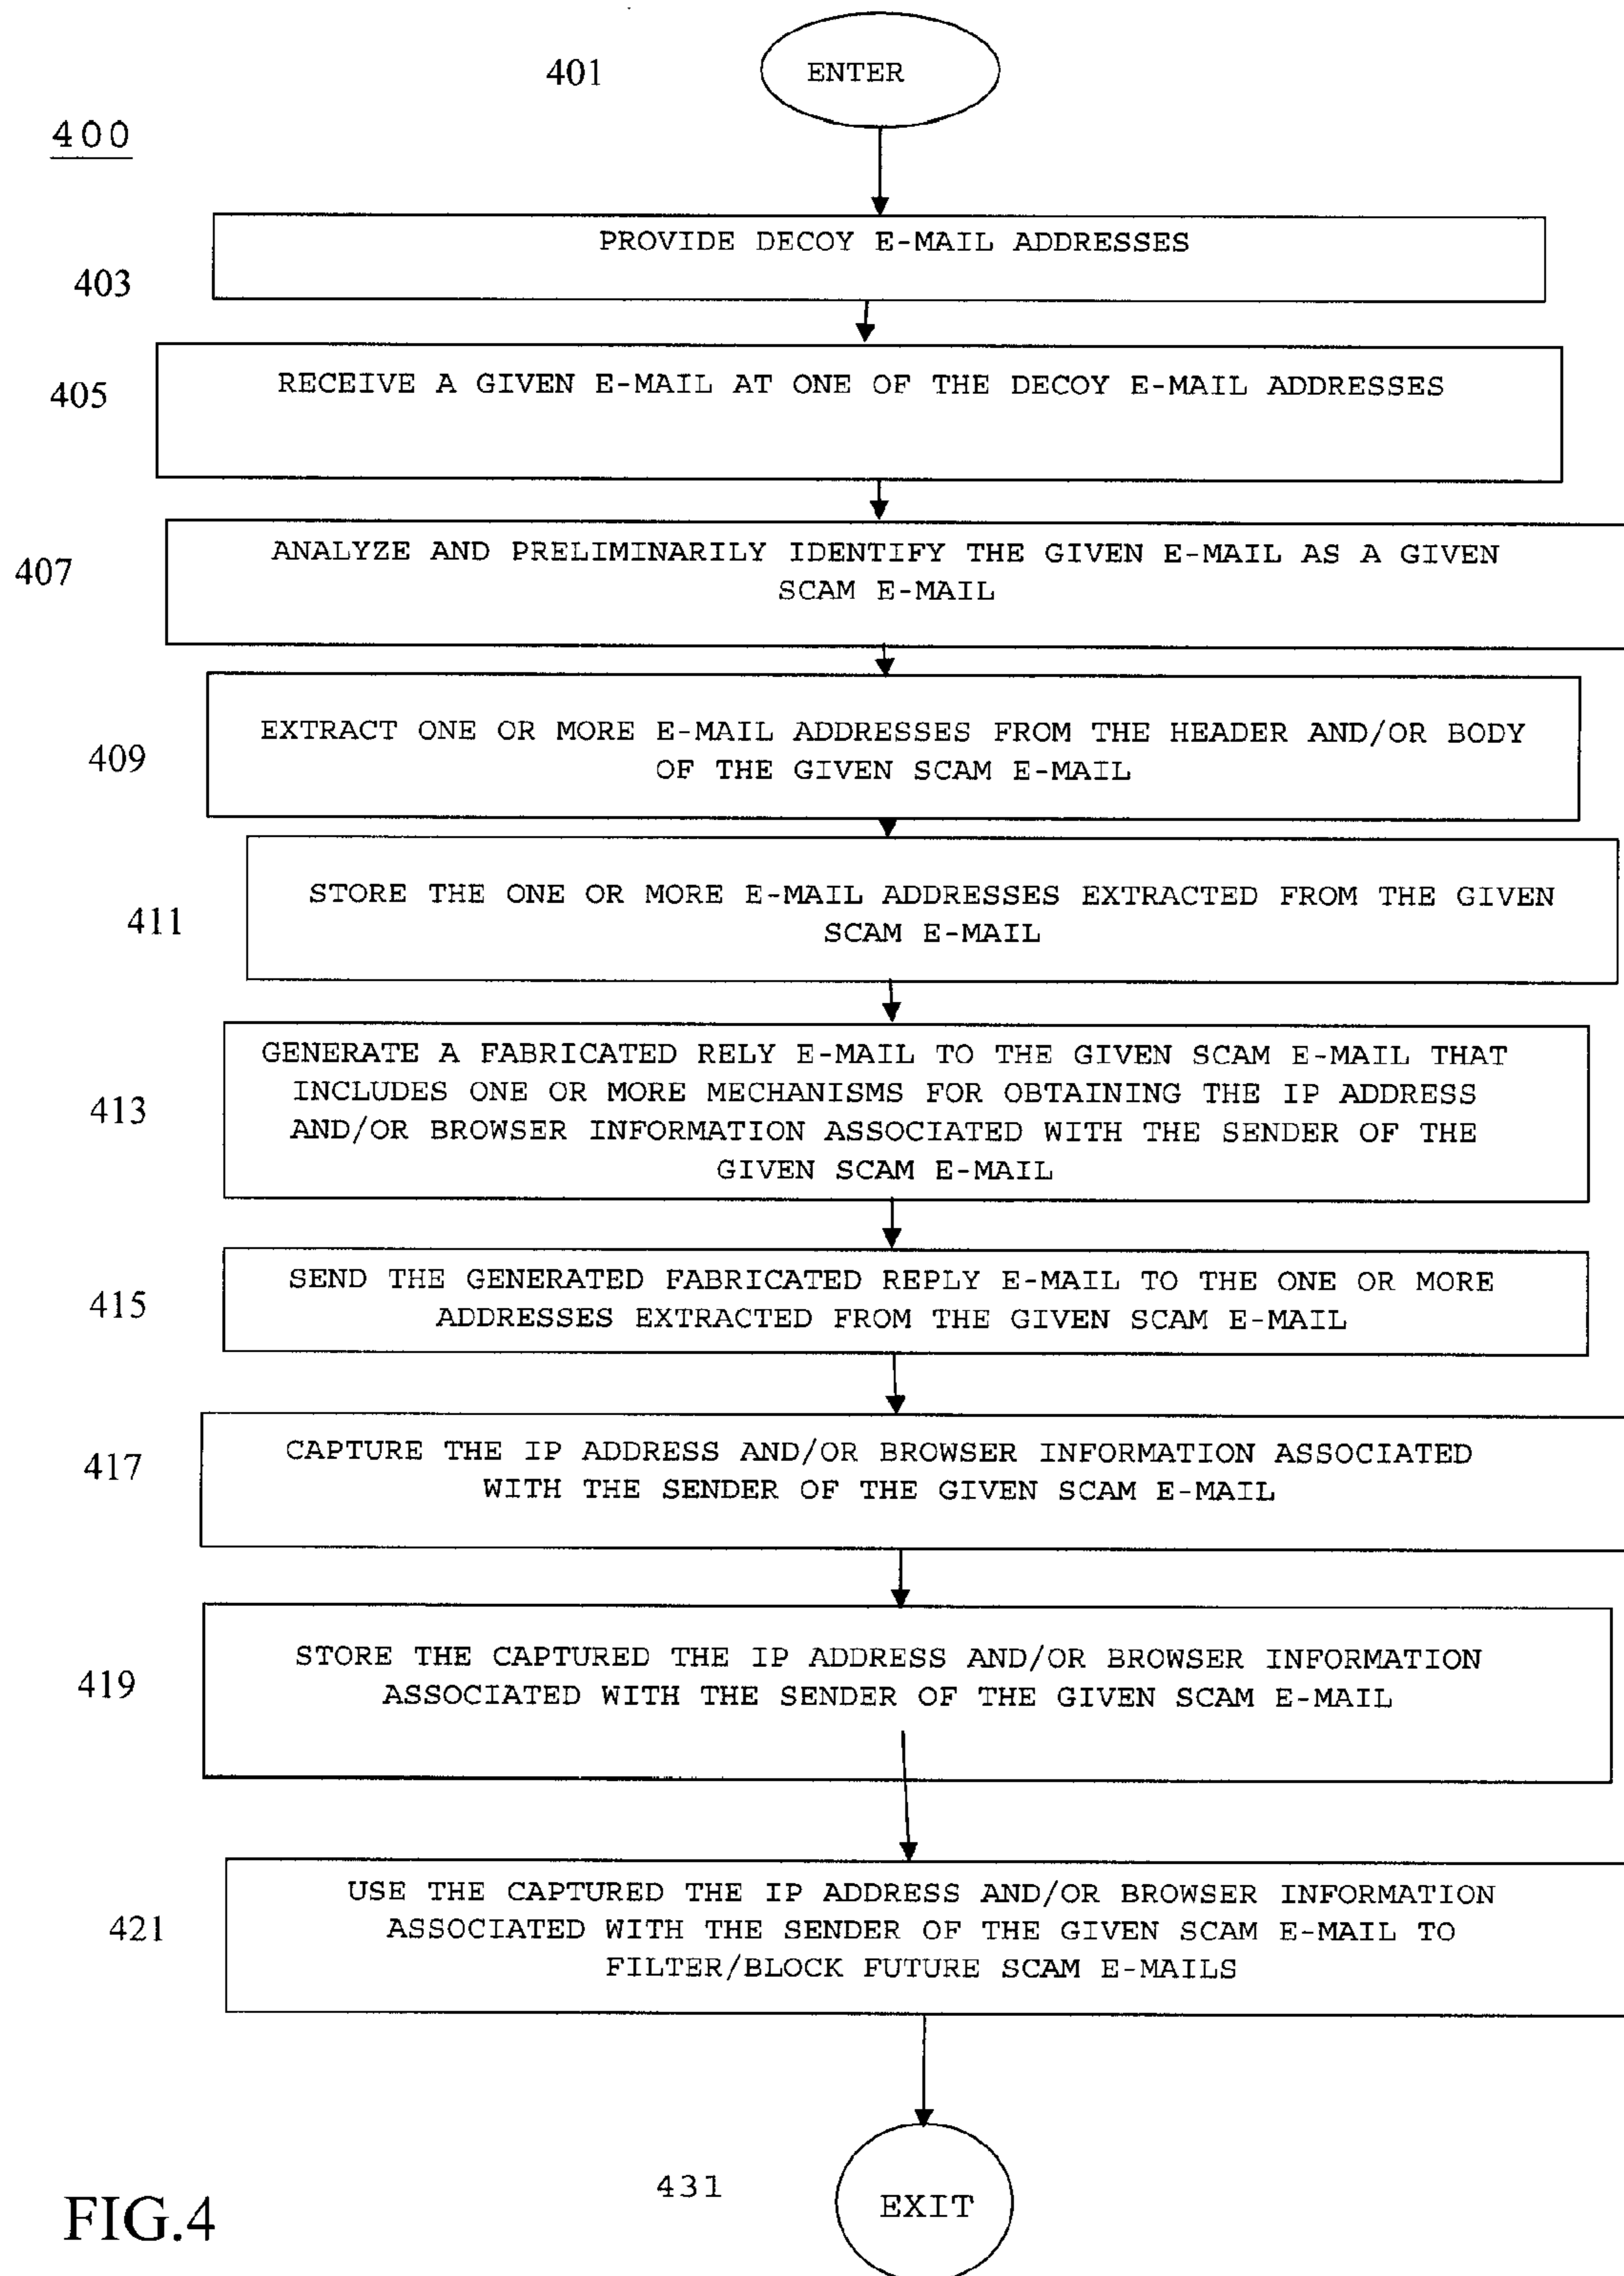 401
ENTER
400
PROVIDE DECOY E-MAIL ADDRESSES
403
RECEIVE A GIVEN E-MAIL AT ONE OF THE DECOY E-MAIL ADDRESSES
405
ANALYZE AND PRELIMINARILY IDENTIFY THE GIVEN E-MAIL AS A GIVEN
SCAM E-MAIL
407
EXTRACT ONE OR MORE E-MAIL ADDRESSES FROM THE HEADER AND/OR BODY
OF THE GIVEN SCAM E-MAIL
409
STORE THE ONE OR MORE E-MAIL ADDRESSES EXTRACTED FROM THE GIVEN
SCAM E-MAIL
411
GENERATE A FABRICATED RELY E-MAIL TO THE GIVEN SCAM E-MAIL THAT
INCLUDES ONE OR MORE MECHANISMS FOR OBTAINING THE IP ADDRESS
AND/OR BROWSER INFORMATION ASSOCIATED WITH THE SENDER OF THE
GIVEN SCAM E-MAIL
413
SEND THE GENERATED FABRICATED REPLY E-MAIL TO THE ONE OR MORE
ADDRESSES EXTRACTED FROM THE GIVEN SCAM E-MAIL
415
CAPTURE THE IP ADDRESS AND/OR BROWSER INFORMATION ASSOCIATED
WITH THE SENDER OF THE GIVEN SCAM E-MAIL
417
STORE THE CAPTURED THE IP ADDRESS AND/OR BROWSER INFORMATION
ASSOCIATED WITH THE SENDER OF THE GIVEN SCAM E-MAIL
419
USE THE CAPTURED THE IP ADDRESS AND/OR BROWSER INFORMATION
ASSOCIATED WITH THE SENDER OF THE GIVEN SCAM E-MAIL TO
FILTER/BLOCK FUTURE SCAM E-MAILS
421
431
EXIT
FIG.4